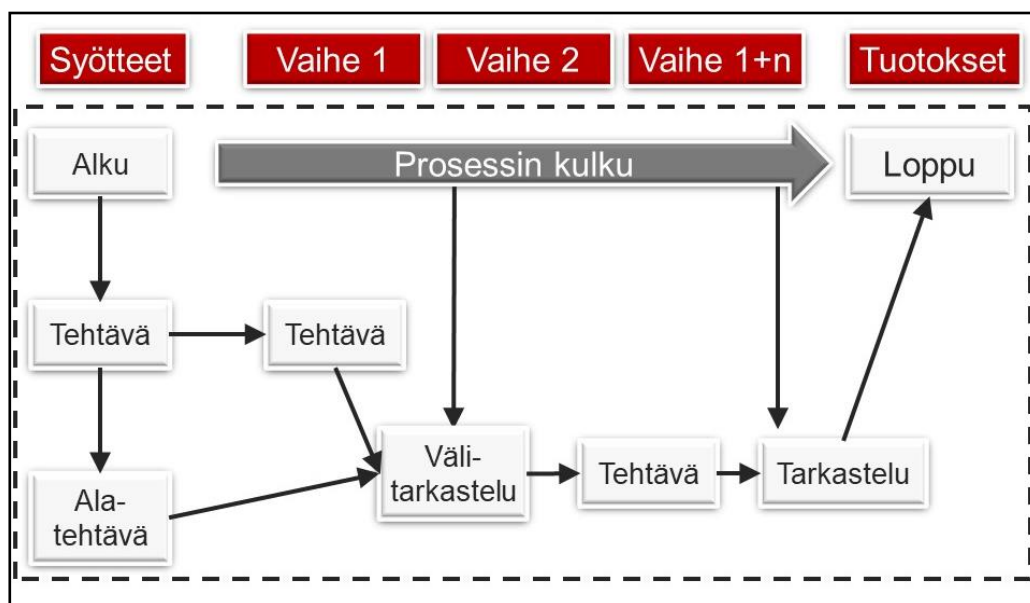 Syötteet
Vaihe 1
Vaihe 2
Vaihe 1+n
Tuotokset
Alku
Prosessin kulku
Loppu
Tehtävä
Tehtävä
Ala-
tehtävä
Väli-
tarkastelu
Tehtävä
Tarkastelu